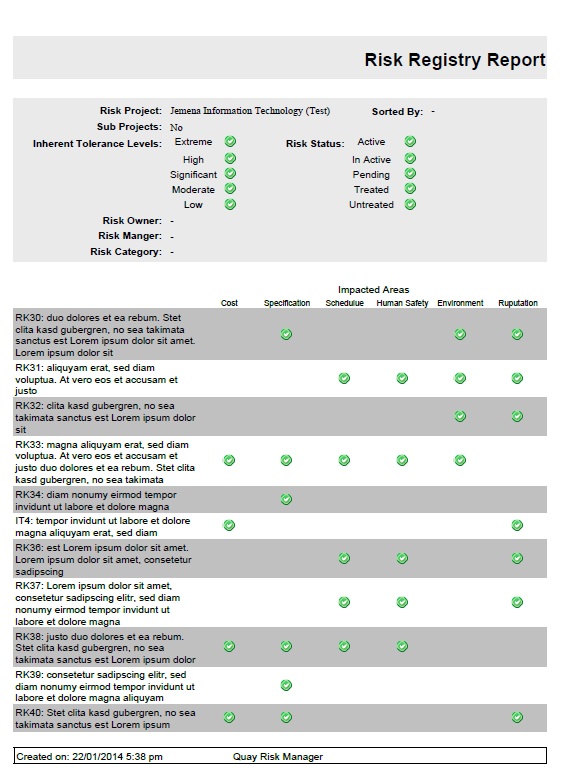 Risk Registry Report
Risk Project: Jemena Information Technology (Test) Sorted By: -
Sub Projects: No
Inherent Tolerance Levels: Extreme Risk Status: Active
High In Active
Significant Pending
Moderate Treated
Low Untreated
Risk Owner: -
Risk Manger: -
Risk Category: -
Impacted Areas
Cost Specification Schedulue Human Safety Environment Ruputation
RK30: duo dolores et ea rebum. Stet
clita kasd gubergren, no sea takimata
sanctus est Lorem ipsum dolor sit amet.
Lorem ipsum dolor sit
RK31: aliquyam erat, sed diam
voluptua. At vero eos et accusam et
justo
RK32: clita kasd gubergren, no sea
takimata sanctus est Lorem ipsum dolor
sit
RK33: magna aliquyam erat, sed diam
voluptua. At vero eos et accusam et
justo duo dolores et ea rebum. Stet clita
kasd gubergren, no sea takimata
RK34: diam nonumy eirmod tempor
invidunt ut labore et dolore magna
IT4: tempor invidunt ut labore et dolore
magna aliquyam erat, sed diam
RK36: est Lorem ipsum dolor sit amet.
Lorem ipsum dolor sit amet, consetetur
sadipscing
RK37: Lorem ipsum dolor sit amet,
consetetur sadipscing elitr, sed diam
nonumy eirmod tempor invidunt ut
labore et dolore magna
RK38: justo duo dolores et ea rebum.
Stet clita kasd gubergren, no sea
takimata sanctus est Lorem ipsum dolor
RK39: consetetur sadipscing elitr, sed
diam nonumy eirmod tempor invidunt ut
labore et dolore magna aliquyam
RK40: Stet clita kasd gubergren, no sea
takimata sanctus est Lorem ipsum
Created on: 22/01/2014 5:38 pm Quay Risk Manager